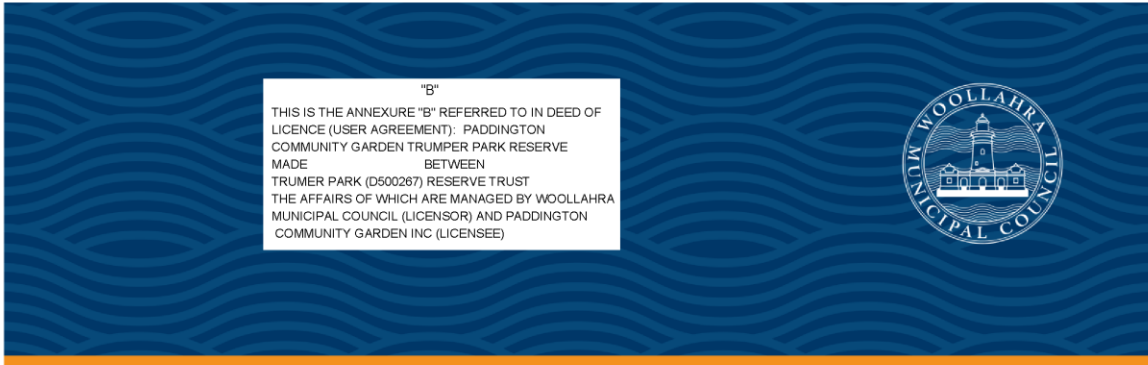 "B"
THIS IS THE ANNEXURE "B" REFERRED TO IN DEED OF
LICENCE (USER AGREEMENT): PADDINGTON
COMMUNITY GARDEN TRUMPER PARK RESERVE
MADE BETWEEN
TRUMER PARK (D500267) RESERVE TRUST
THE AFFAIRS OF WHICH ARE MANAGED BY WOOLLAHRA
MUNICIPAL COUNCIL (LICENSOR) AND PADDINGTON
COMMUNITY GARDEN INC (LICENSEE)
WOOLLAHRA
MUNICIPAL COUNCIL